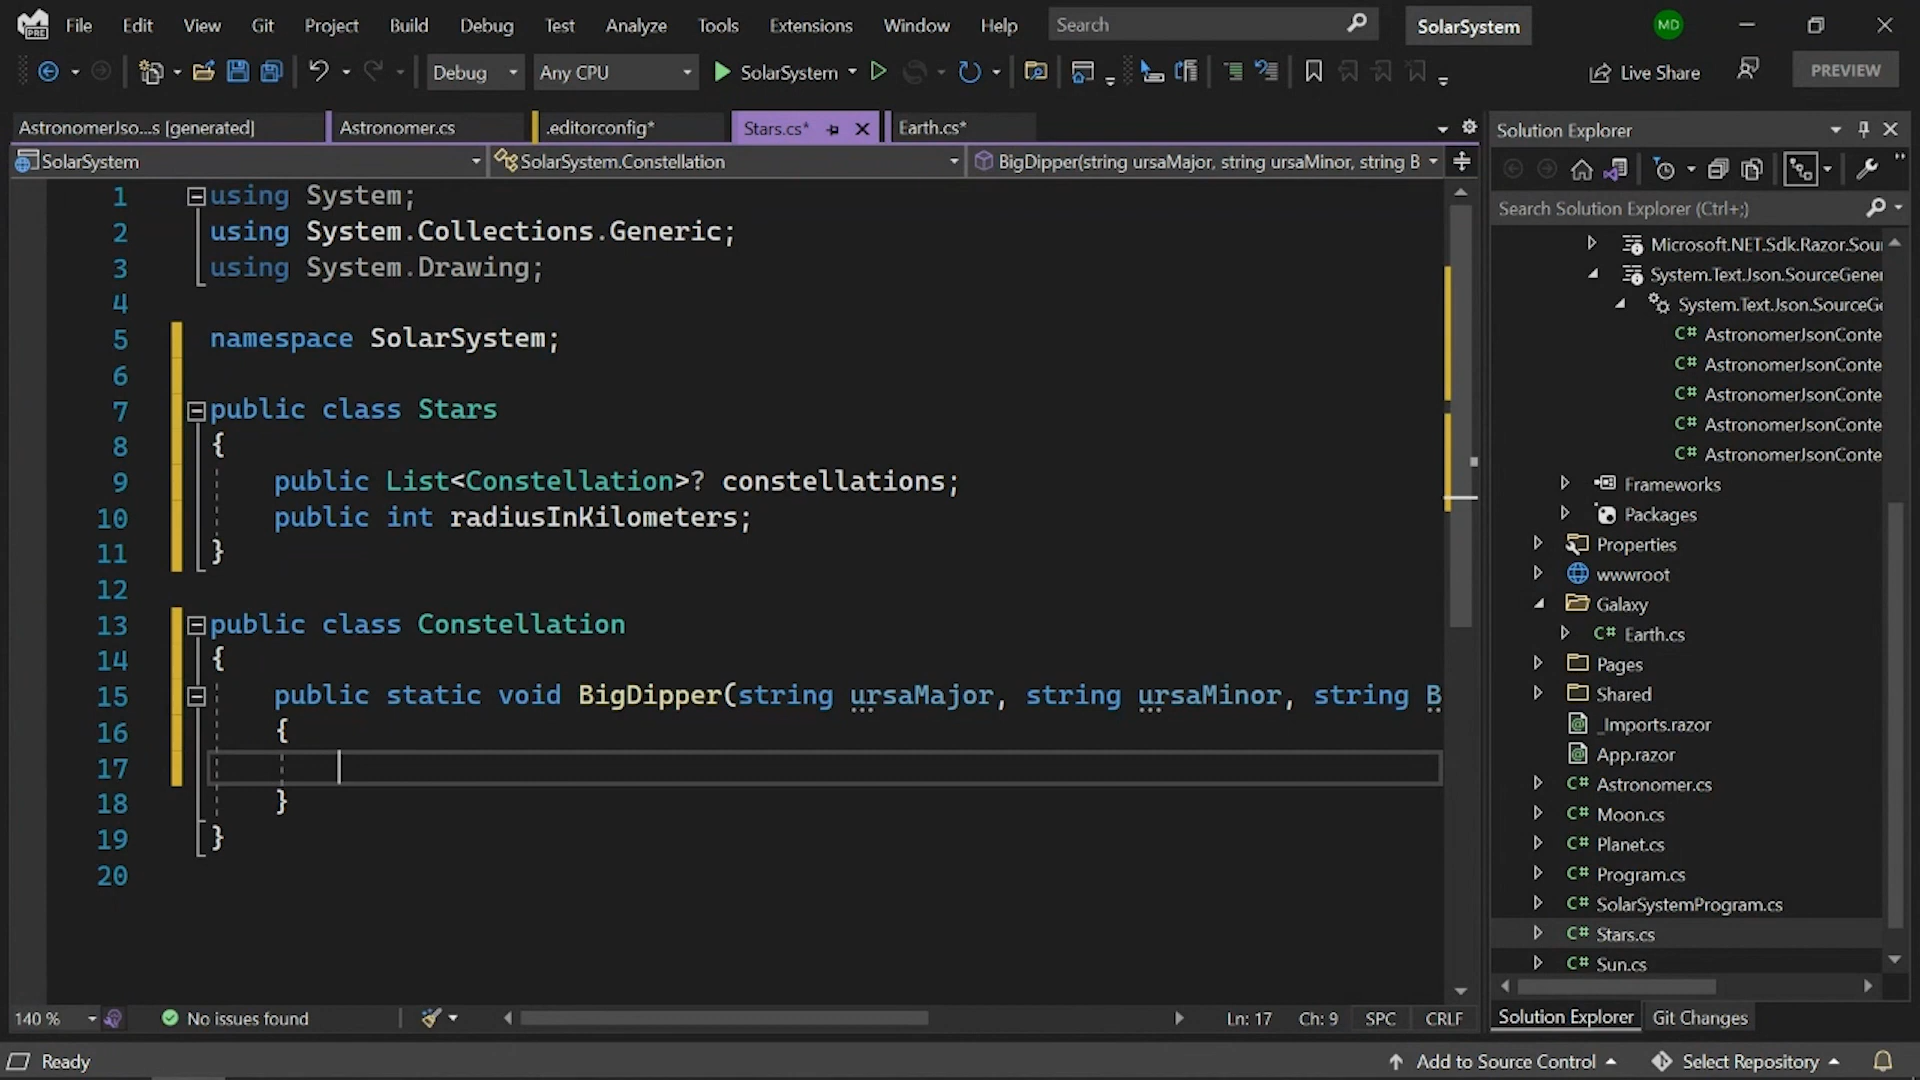 PRE
File Edit View Git Project Build Debug Test Analyze Tools Extensions Window Help Search SolarSystem MD
Debug Any CPU SolarSystem Live Share PREVIEW
AstronomerJso...s [generated] Astronomer.cs .editorconfig* Stars.cs* Earth.cs*
SolarSystem SolarSystem.Constellation BigDipper(string ursaMajor, string ursaMinor, string B
1 using System;
2 using System.Collections.Generic;
3 using System.Drawing;
4
5 namespace SolarSystem;
6
7 public class Stars
8 {
9 public List<Constellation>? constellations;
10 public int radiusInKilometers;
11 }
12
13 public class Constellation
14 {
15 public static void BigDipper(string ursaMajor, string ursaMinor, string B
16 {
17
18 }
19 }
20
140 % No issues found Ln: 17 Ch: 9 SPC CRLF
Solution Explorer
Search Solution Explorer (Ctrl+;)
Microsoft.NET.Sdk.Razor.Sou
System.Text.Json.SourceGene
System.Text.Json.SourceG
C# AstronomerJsonConte
C# AstronomerJsonConte
C# AstronomerJsonConte
C# AstronomerJsonConte
C# AstronomerJsonConte
Frameworks
Packages
Properties
wwwroot
Galaxy
C# Earth.cs
Pages
Shared
_Imports.razor
App.razor
C# Astronomer.cs
C# Moon.cs
C# Planet.cs
C# Program.cs
C# SolarSystemProgram.cs
C# Stars.cs
C# Sun.cs
Solution Explorer Git Changes
Ready Add to Source Control Select Repository